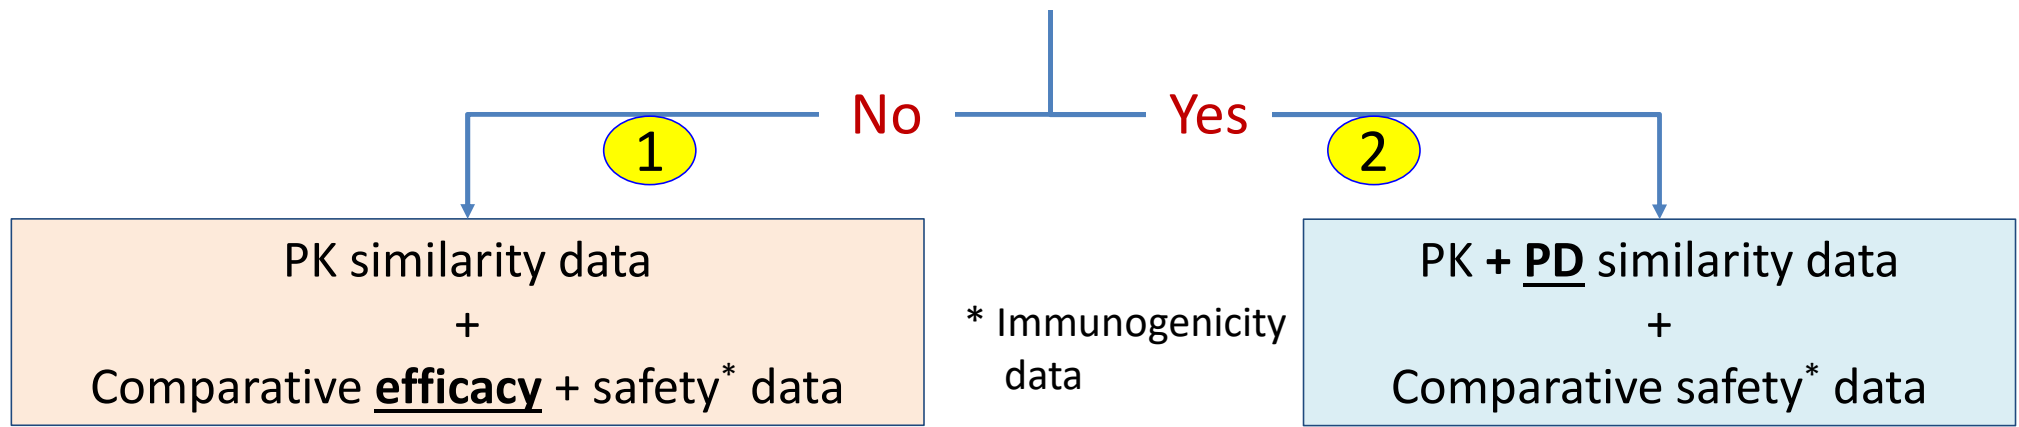 No
Yes
1
2
PK similarity data
+
Comparative efficacy + safety* data
* Immunogenicity
data
PK + PD similarity data
+
Comparative safety* data